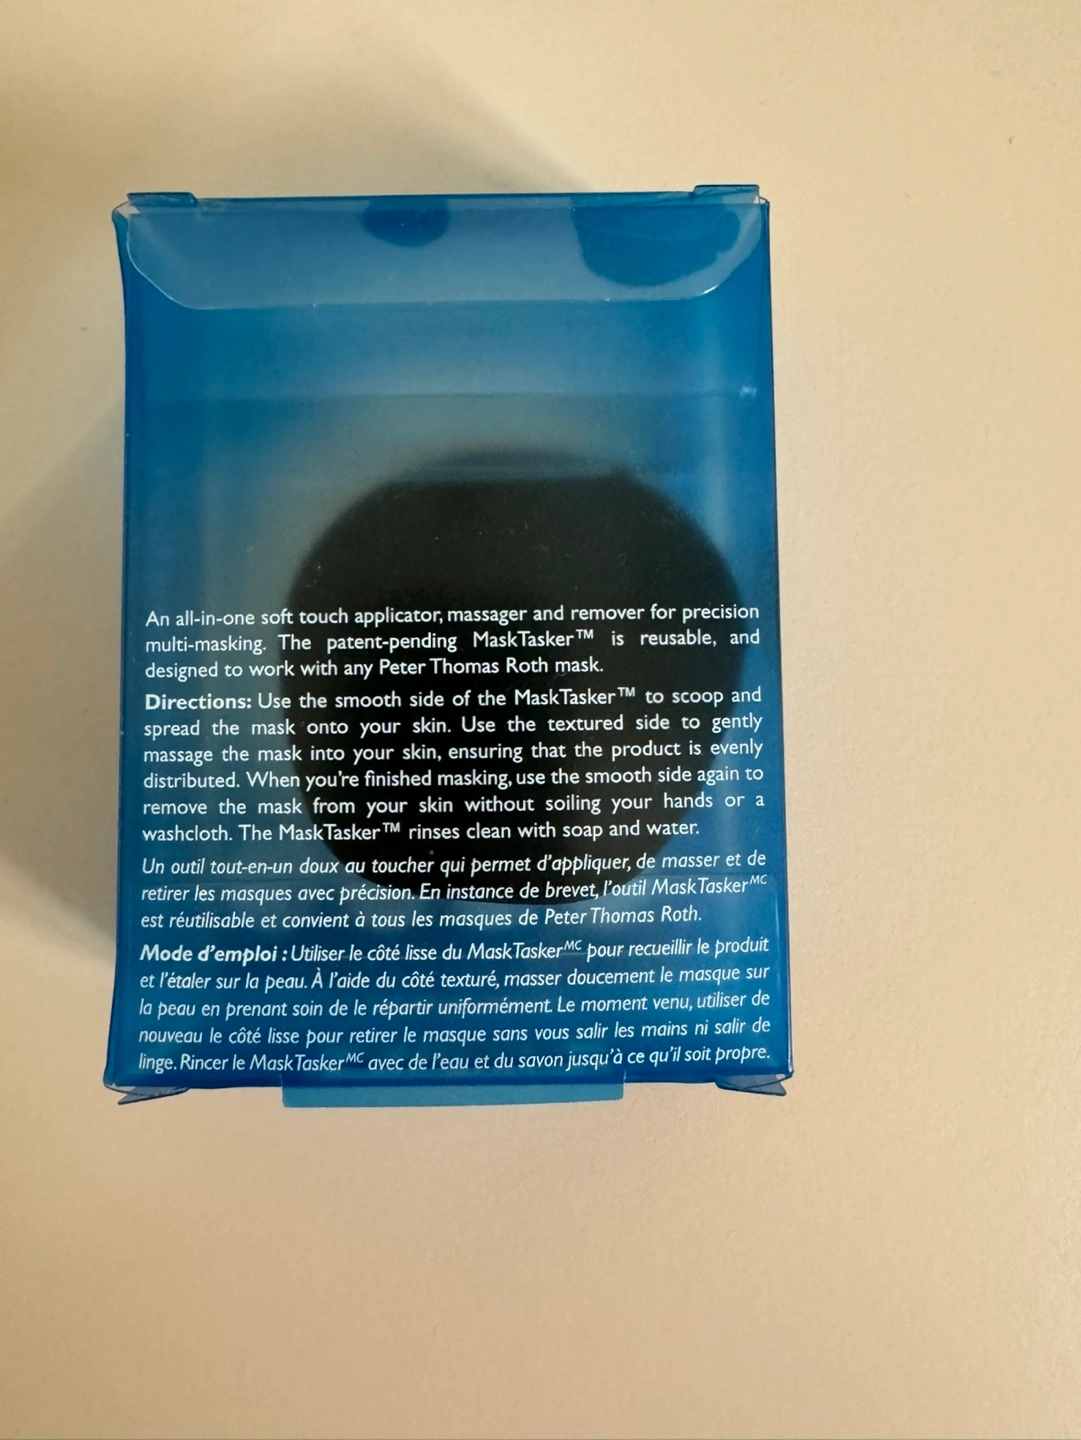 An all-in-one soft touch applicator, massager and remover for precision
multi-masking. The patent-pending MaskTasker™ is reusable, and
designed to work with any Peter Thomas Roth mask.
Directions: Use the smooth side of the MaskTasker™ to scoop and
spread the mask onto your skin. Use the textured side to gently
massage the mask into your skin, ensuring that the product is evenly
distributed. When you're finished masking, use the smooth side again to
remove the mask from your skin without soiling your hands or a
washcloth. The MaskTasker™ rinses clean with soap and water.
Un outil tout-en-un doux au toucher qui permet d'appliquer, de masser et de
retirer les masques avec précision. En instance de brevet, l'outil MaskTasker^MC
est réutilisable et convient à tous les masques de Peter Thomas Roth.
Mode d'emploi : Utiliser le côté lisse du MaskTasker^MC pour recueillir le produit
et l'étaler sur la peau. À l'aide du côté texturé, masser doucement le masque sur
la peau en prenant soin de le répartir uniformément. Le moment venu, utiliser de
nouveau le côté lisse pour retirer le masque sans vous salir les mains ni salir de
linge. Rincer le MaskTasker^MC avec de l'eau et du savon jusqu'à ce qu'il soit propre.